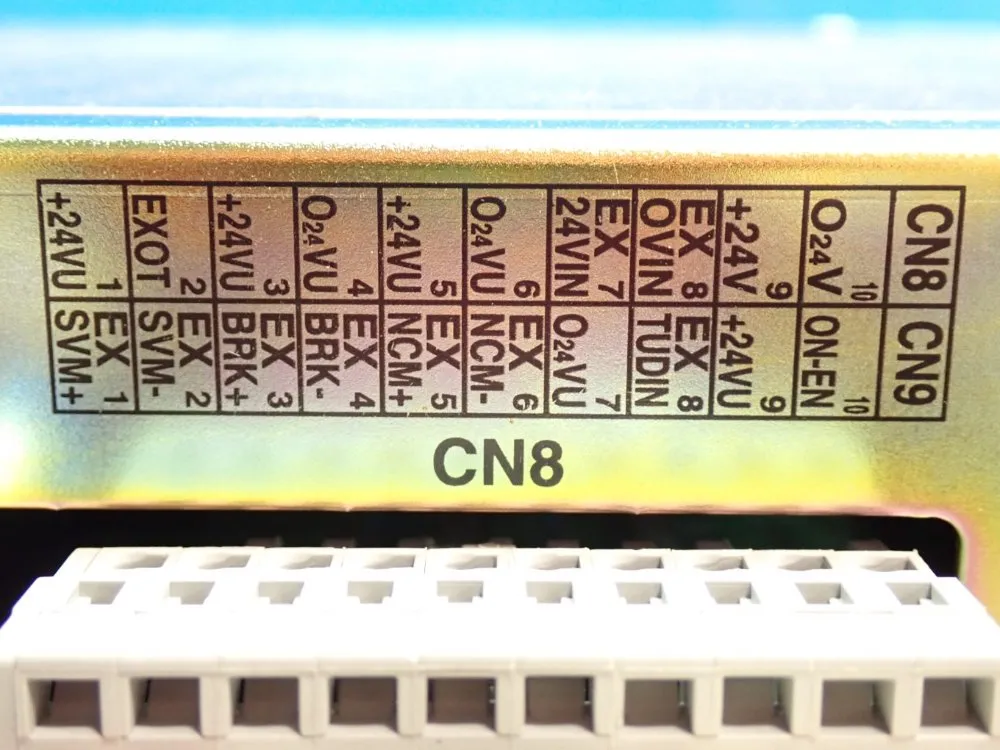 CN8 CN9
O24V 10 ON-EN 10
+24V 9 +24VU 9
EX 8 EX 8
OVIN TUDIN
EX 7 O24VU 7
24VIN
O24VU 6 EX 6
NCM-
+24VU 5 EX 5
NCM+
O24VU 4 EX 4
BRK-
+24VU 3 EX 3
BRK+
EXOT 2 EX 2
SVM-
+24VU 1 EX 1
SVM+
CN8